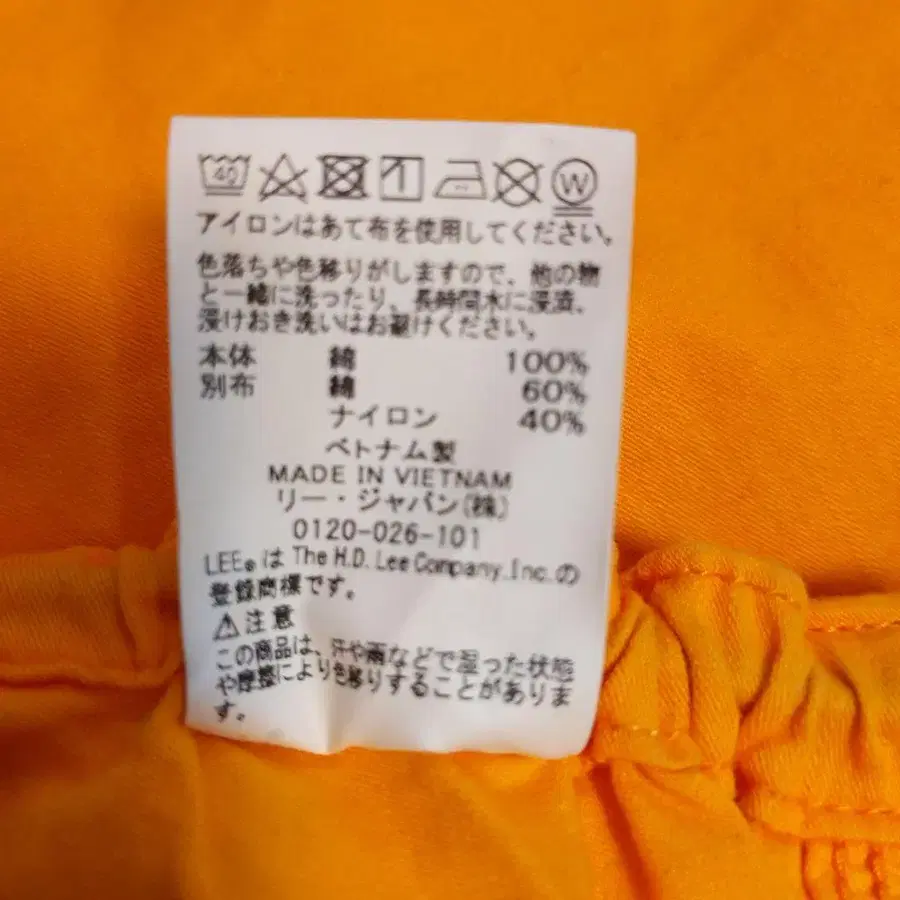 40 W
アイロンはあて布を使用してください。
色落ちや色移りがしますので、他の物
と一緒に洗ったり、長時間水に浸漬、
浸けおき洗いはお避けください。
本体 綿 100%
別布 綿 60%
ナイロン 40%
ベトナム製
MADE IN VIETNAM
リー・ジャパン(株)
0120-026-101
LEE®は The H.D. Lee Company, Inc.の
登録商標です。
⚠注意
この商品は、汗や雨などで湿った状態
や摩擦により色移りすることがありま
す。